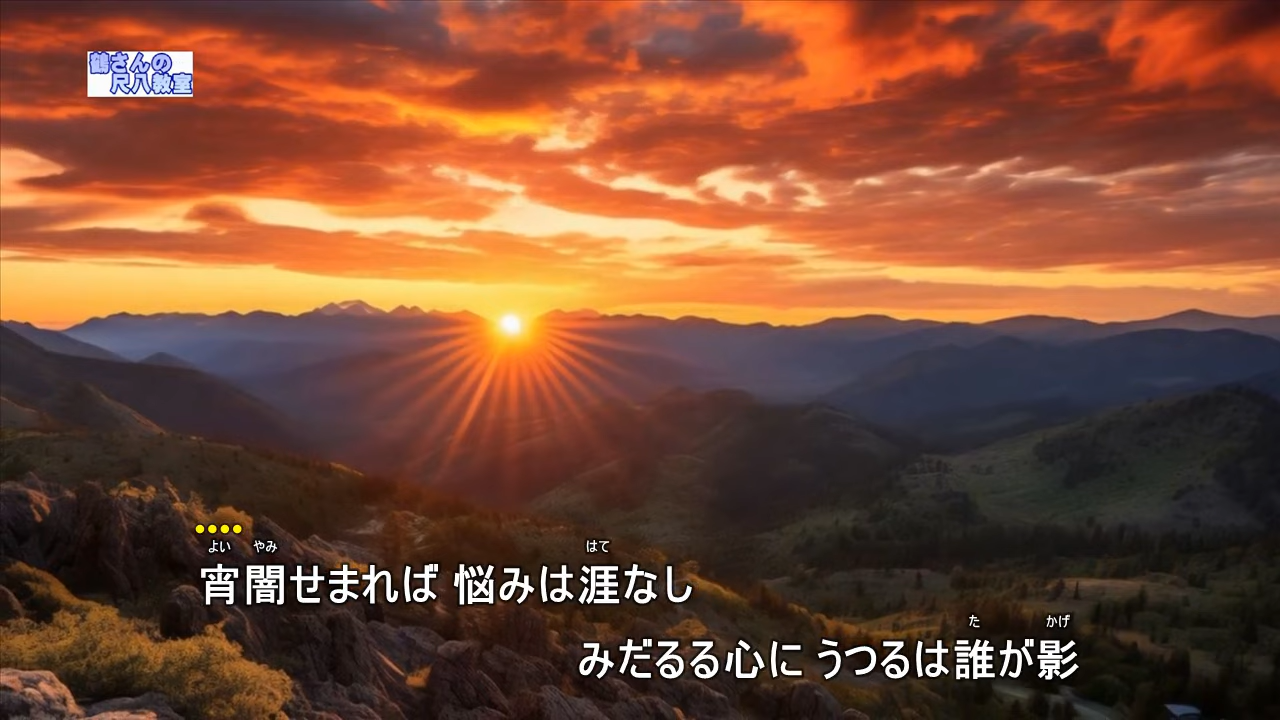 鶴さんの
尺八教室
よい やみ はて
宵闇せまれば 悩みは涯なし
た かげ
みだるる心に うつるは誰が影